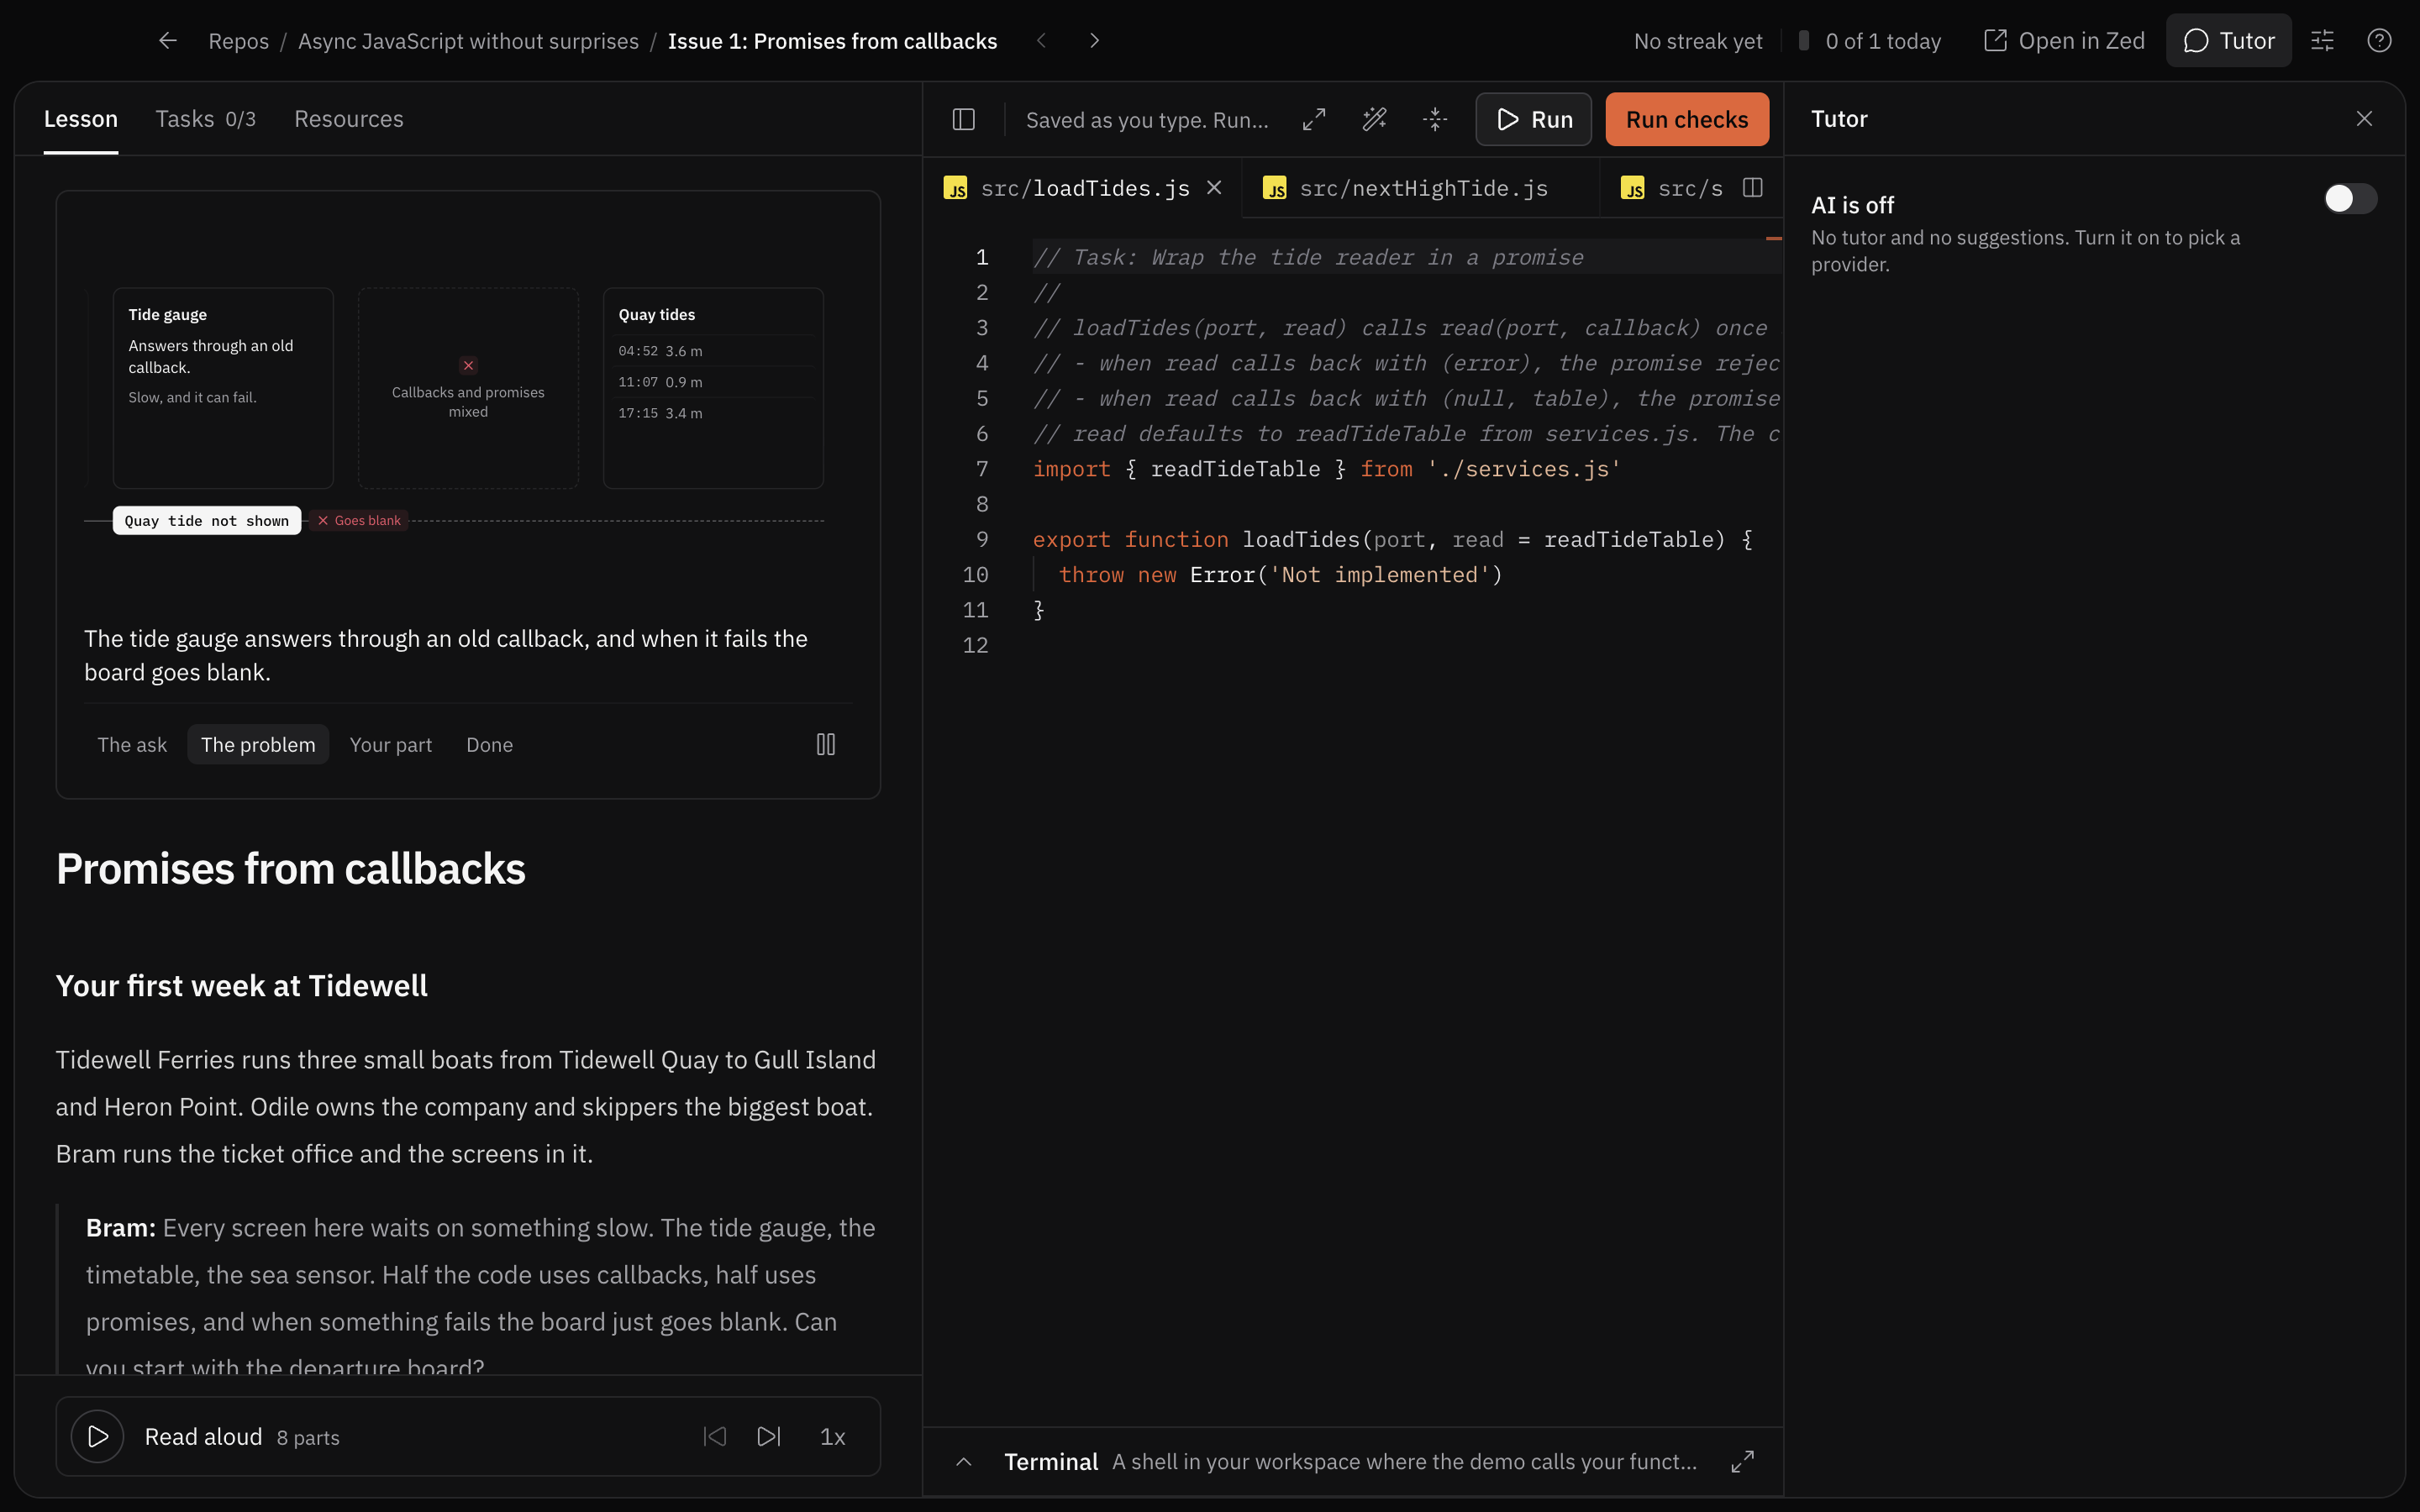 Repos / Async JavaScript without surprises / Issue 1: Promises from callbacks
No streak yet
0 of 1 today
Open in Zed
Tutor
Lesson
Tasks 0/3
Resources
Tide gauge
Answers through an old
callback.
Slow, and it can fail.
Callbacks and promises
mixed
Quay tides
04:52 3.6 m
11:07 0.9 m
17:15 3.4 m
Quay tide not shown
Goes blank
The tide gauge answers through an old callback, and when it fails the
board goes blank.
The ask
The problem
Your part
Done
Promises from callbacks
Your first week at Tidewell
Tidewell Ferries runs three small boats from Tidewell Quay to Gull Island
and Heron Point. Odile owns the company and skippers the biggest boat.
Bram runs the ticket office and the screens in it.
Bram: Every screen here waits on something slow. The tide gauge, the
timetable, the sea sensor. Half the code uses callbacks, half uses
promises, and when something fails the board just goes blank. Can
you start with the departure board?
Read aloud 8 parts
1x
Saved as you type. Run...
Run
Run checks
JS src/loadTides.js
JS src/nextHighTide.js
JS src/s
1 // Task: Wrap the tide reader in a promise
2 //
3 // loadTides(port, read) calls read(port, callback) once
4 // - when read calls back with (error), the promise rejec
5 // - when read calls back with (null, table), the promise
6 // read defaults to readTideTable from services.js. The c
7 import { readTideTable } from './services.js'
8
9 export function loadTides(port, read = readTideTable) {
10 throw new Error('Not implemented')
11 }
12
Terminal A shell in your workspace where the demo calls your funct...
Tutor
AI is off
No tutor and no suggestions. Turn it on to pick a
provider.